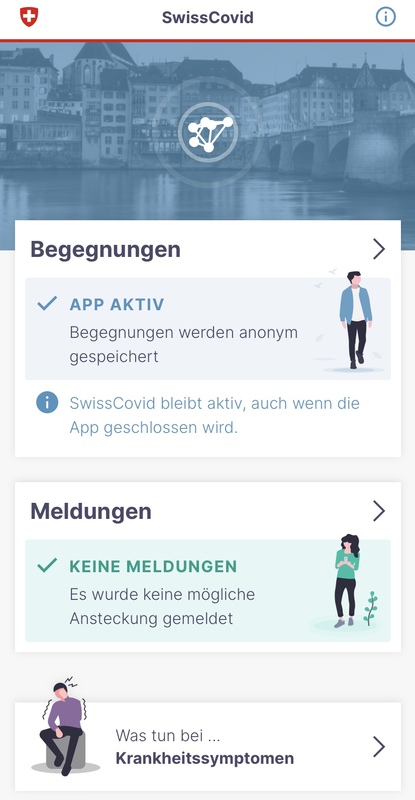 SwissCovid
Begegnungen
APP AKTIV
Begegnungen werden anonym
gespeichert
SwissCovid bleibt aktiv, auch wenn die
App geschlossen wird.
Meldungen
KEINE MELDUNGEN
Es wurde keine mögliche
Ansteckung gemeldet
Was tun bei ...
Krankheitssymptomen